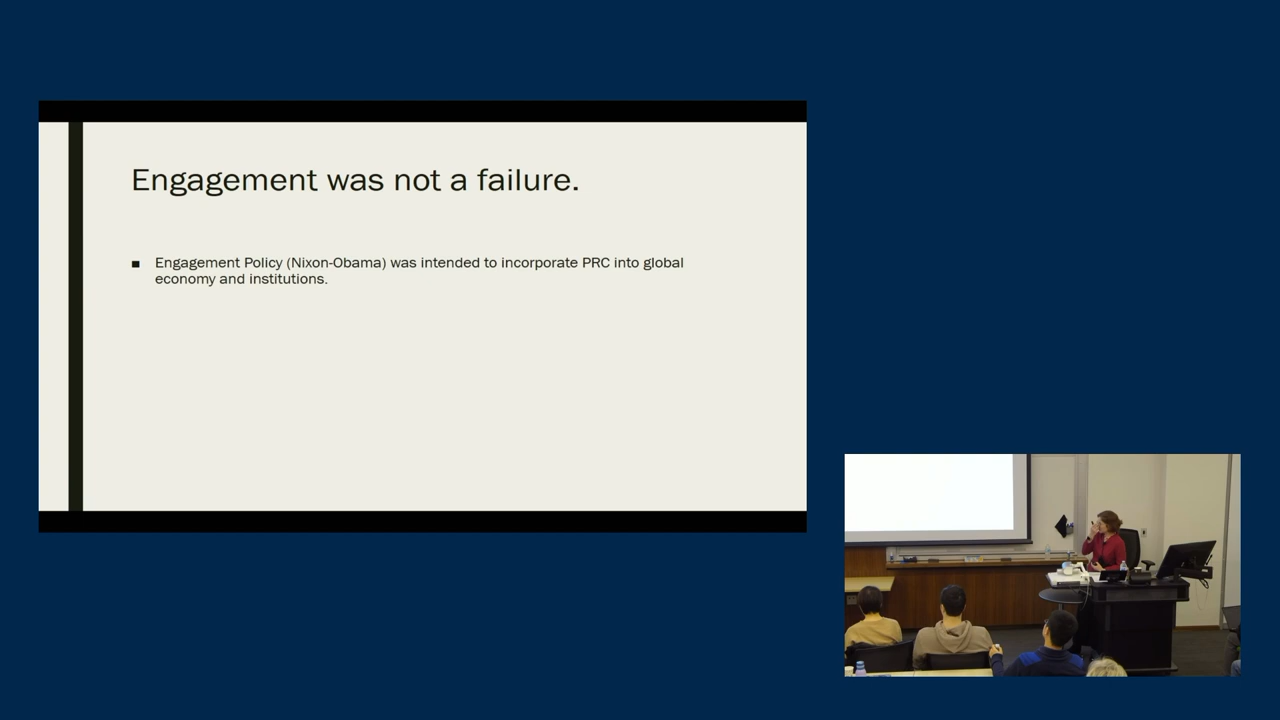 Engagement was not a failure.
■ Engagement Policy (Nixon-Obama) was intended to incorporate PRC into global
economy and institutions.